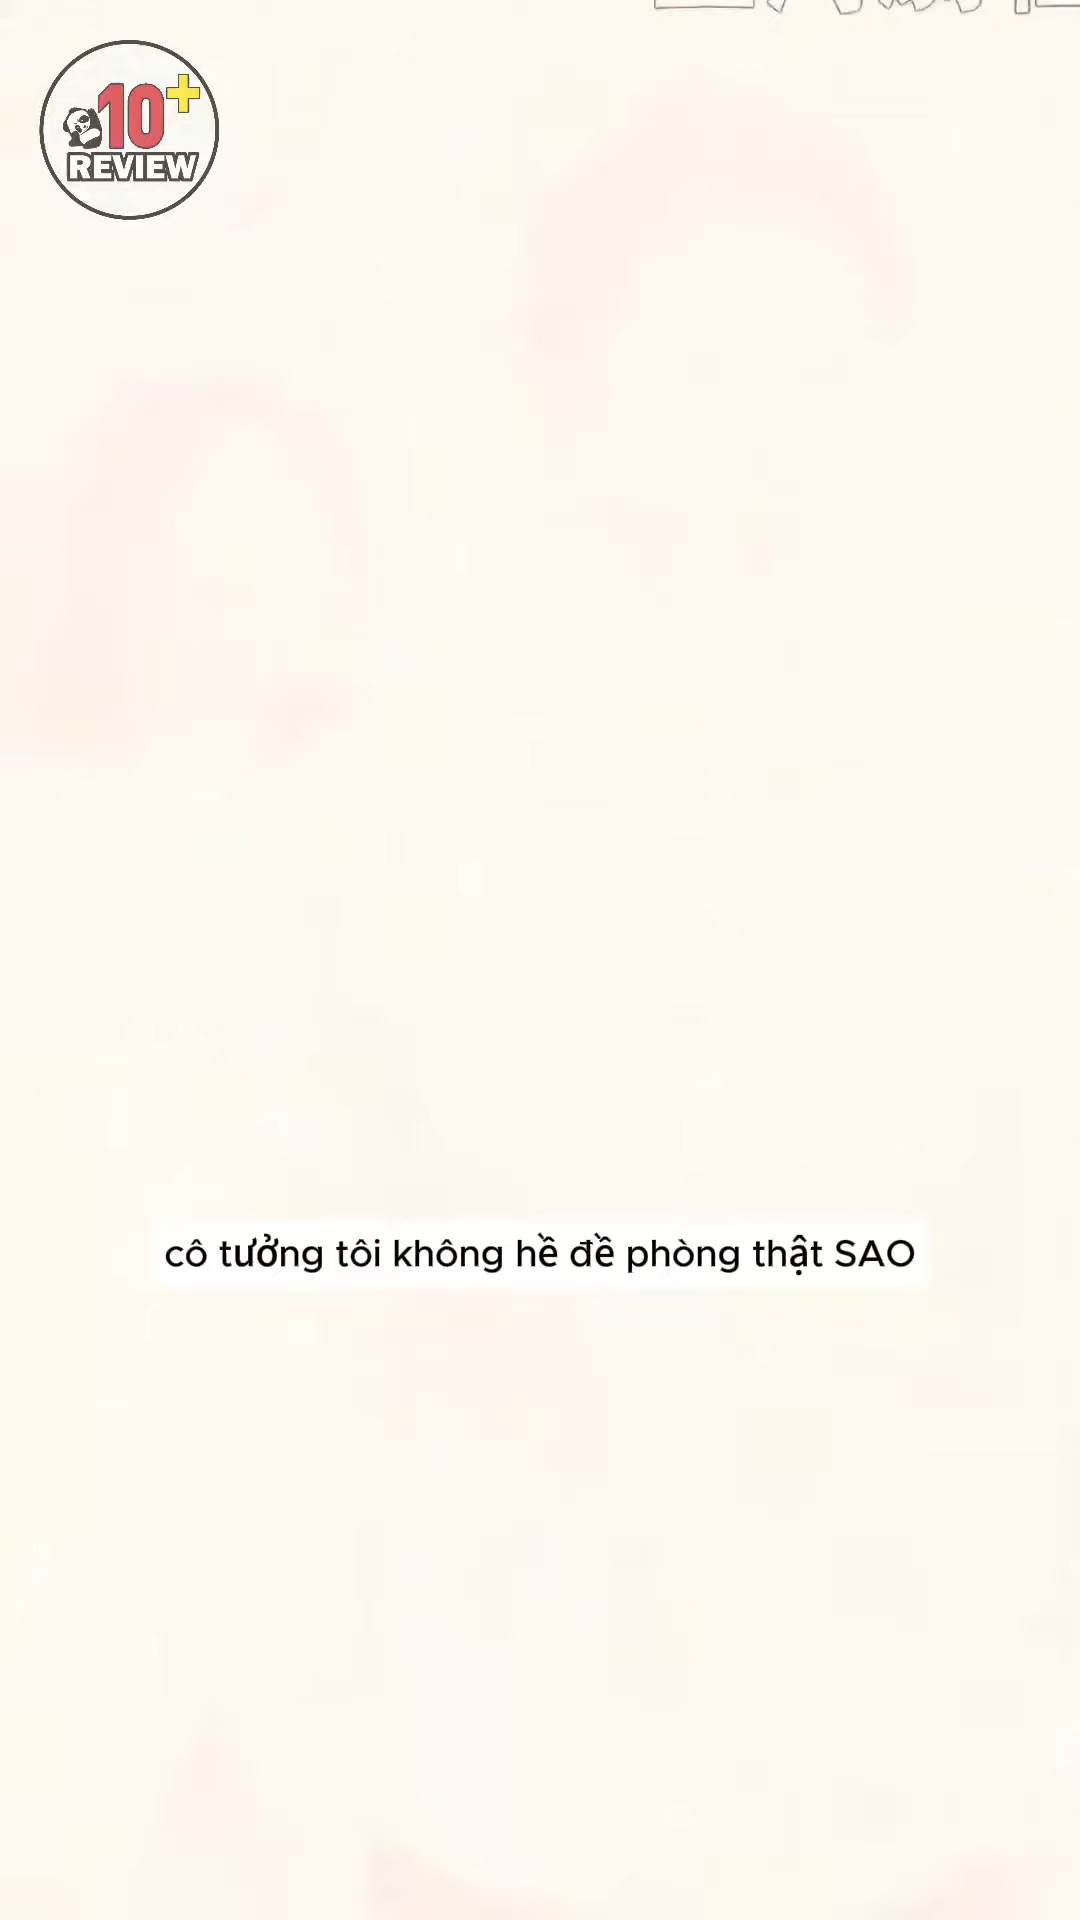 10+
REVIEW
cô tưởng tôi không hề đề phòng thật SAO